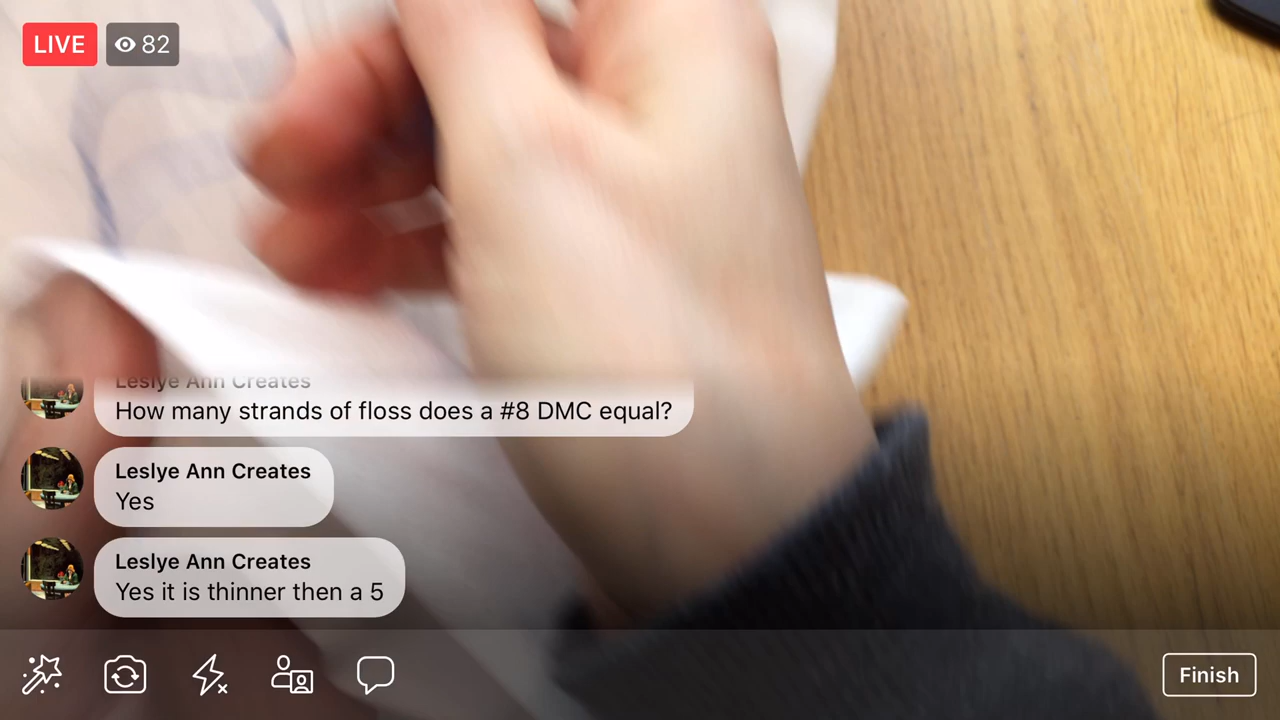 LIVE
82
Leslye Ann Creates
How many strands of floss does a #8 DMC equal?
Leslye Ann Creates
Yes
Leslye Ann Creates
Yes it is thinner then a 5
Finish